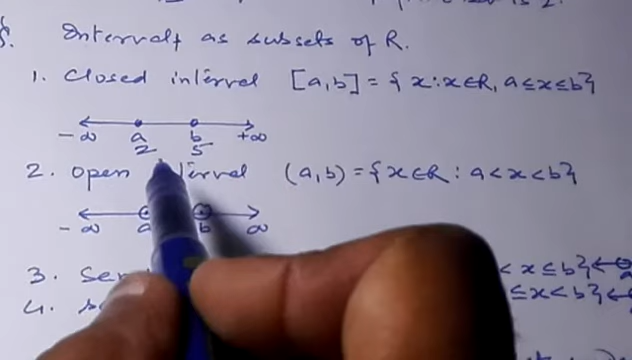 Intervals as subsets of R.
1. Closed interval [a,b] = { x : x ∈ R, a ≤ x ≤ b }
-∞ a b +∞
2 5
2. Open (a,b) = { x ∈ R : a < x < b }
-∞ a b ∞
3. < x ≤ b }
4. ≤ x < b }